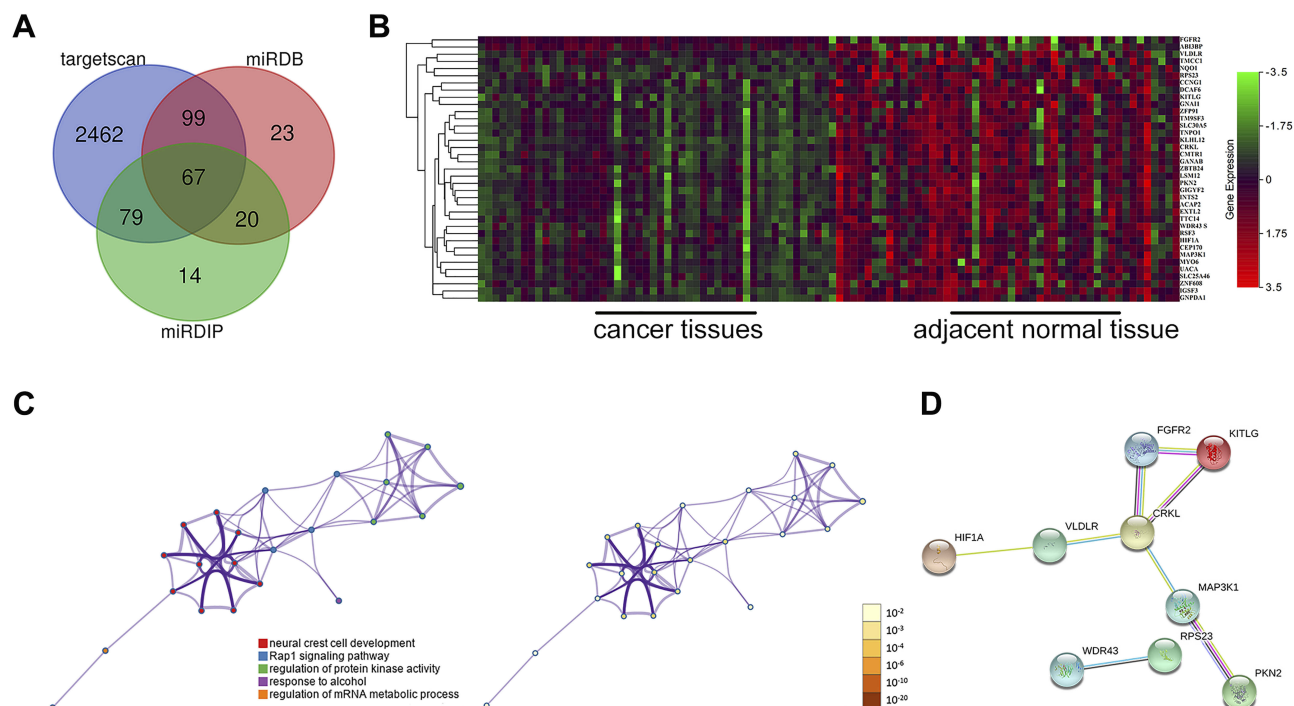 A
targetscan
miRDB
2462
99
23
67
79
20
14
miRDIP
B
FGFR2
ABI3BP
VLDLR
TMCC1
NQO1
RPS23
CCNG1
DCAF6
KITLG
GNAI1
ZFP91
TM9SF3
SLC30A5
TNPO1
KLHL12
CRKL
CMTR1
GANAB
ZBTB24
LSM12
PKN2
GIGYF2
INTS2
ACAP2
EXTL2
TTC14
WDR43 S
RSF3
HIF1A
CEP170
MAP3K1
MYO6
UACA
SLC25A46
ZNF608
IGSF3
GNPDA1
cancer tissues
adjacent normal tissue
Gene Expression
-3.5
-1.75
0
1.75
3.5
C
neural crest cell development
Rap1 signaling pathway
regulation of protein kinase activity
response to alcohol
regulation of mRNA metabolic process
10-2
10-3
10-4
10-6
10-10
10-20
D
FGFR2
KITLG
CRKL
VLDLR
HIF1A
MAP3K1
RPS23
WDR43
PKN2